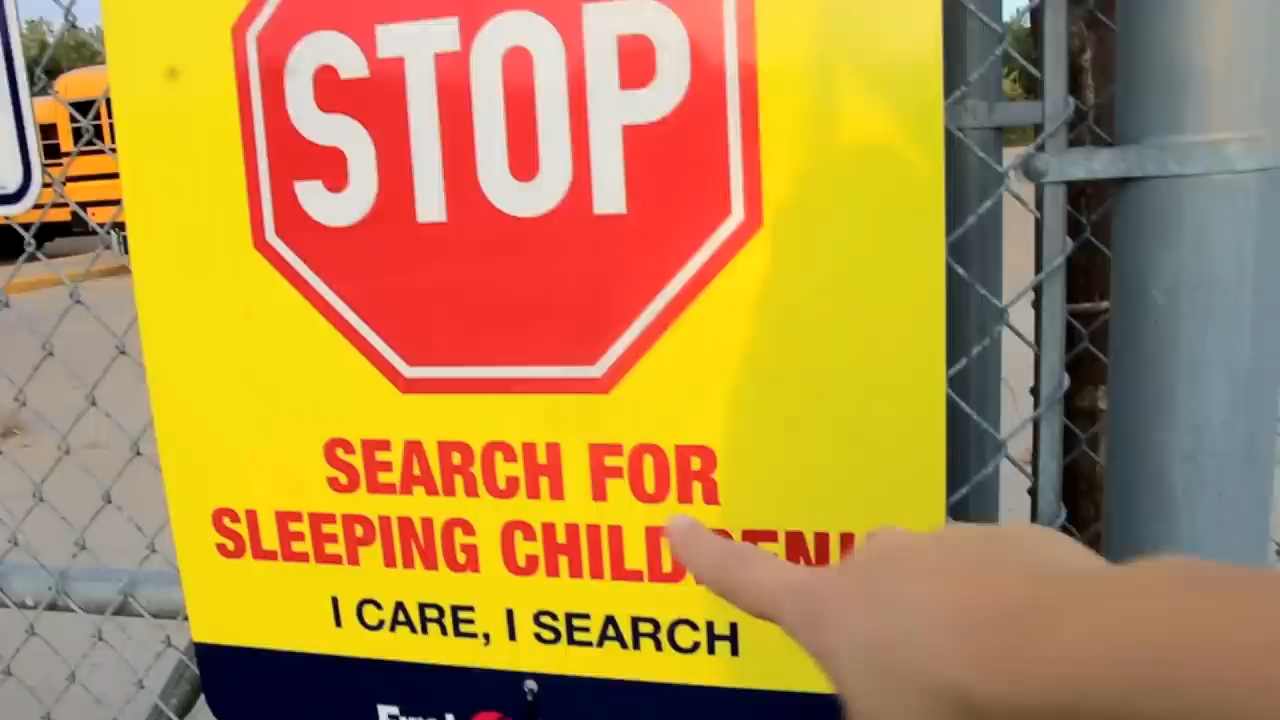 STOP
SEARCH FOR
SLEEPING CHILDREN!
I CARE, I SEARCH